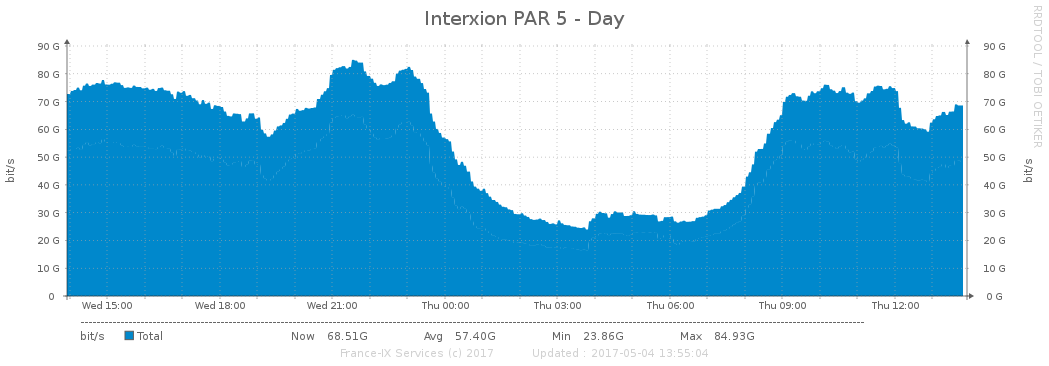 Interxion PAR 5 - Day
RRDTOOL / TOBI OETIKER
90 G 90 G
80 G 80 G
70 G 70 G
60 G 60 G
50 G 50 G
40 G 40 G
30 G 30 G
20 G 20 G
10 G 10 G
0 0 G
bit/s bit/s
Wed 15:00 Wed 18:00 Wed 21:00 Thu 00:00 Thu 03:00 Thu 06:00 Thu 09:00 Thu 12:00
bit/s Total Now 68.51G Avg 57.40G Min 23.86G Max 84.93G
France-IX Services (c) 2017 Updated : 2017-05-04 13:55:04